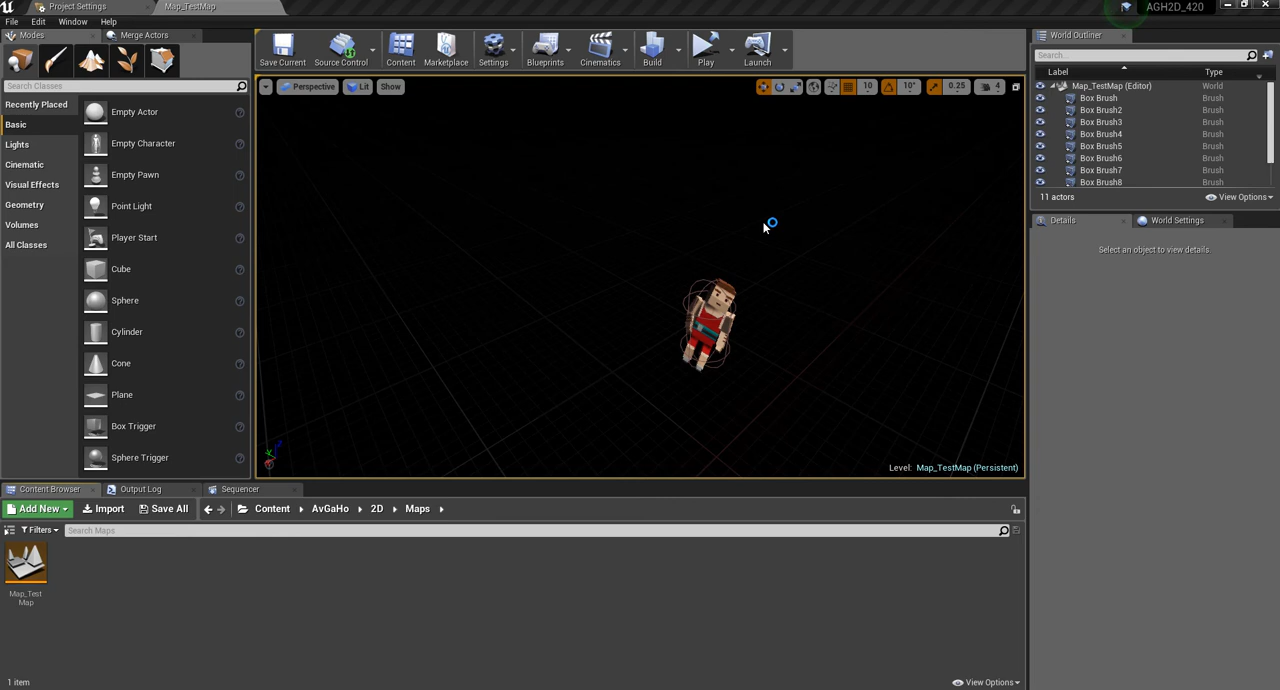 Project Settings
Map_TestMap
AGH2D_420
File
Edit
Window
Help
Modes
Merge Actors
Search Classes
Recently Placed
Basic
Lights
Cinematic
Visual Effects
Geometry
Volumes
All Classes
Empty Actor
Empty Character
Empty Pawn
Point Light
Player Start
Cube
Sphere
Cylinder
Cone
Plane
Box Trigger
Sphere Trigger
Save Current
Source Control
Content
Marketplace
Settings
Blueprints
Cinematics
Build
Play
Launch
Perspective
Lit
Show
10
10°
0.25
4
Level: Map_TestMap (Persistent)
World Outliner
Search...
Label
Type
Map_TestMap (Editor) World
Box Brush Brush
Box Brush2 Brush
Box Brush3 Brush
Box Brush4 Brush
Box Brush5 Brush
Box Brush6 Brush
Box Brush7 Brush
Box Brush8 Brush
11 actors
View Options
Details
World Settings
Select an object to view details
Content Browser
Output Log
Sequencer
Add New
Import
Save All
Content
AvGaHo
2D
Maps
Filters
Search Maps
Map_Test
Map
1 item
View Options